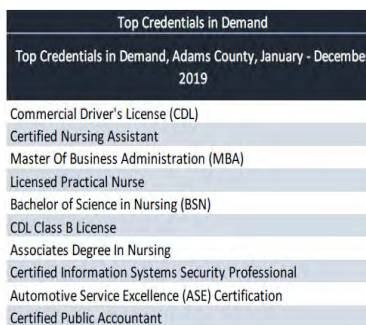 Top Credentials in Demand
Top Credentials in Demand, Adams County, January - Decembe
2019
Commercial Driver's License (CDL)
Certified Nursing Assistant
Master Of Business Administration (MBA)
Licensed Practical Nurse
Bachelor of Science in Nursing (BSN)
CDL Class B License
Associates Degree In Nursing
Certified Information Systems Security Professional
Automotive Service Excellence (ASE) Certification
Certified Public Accountant